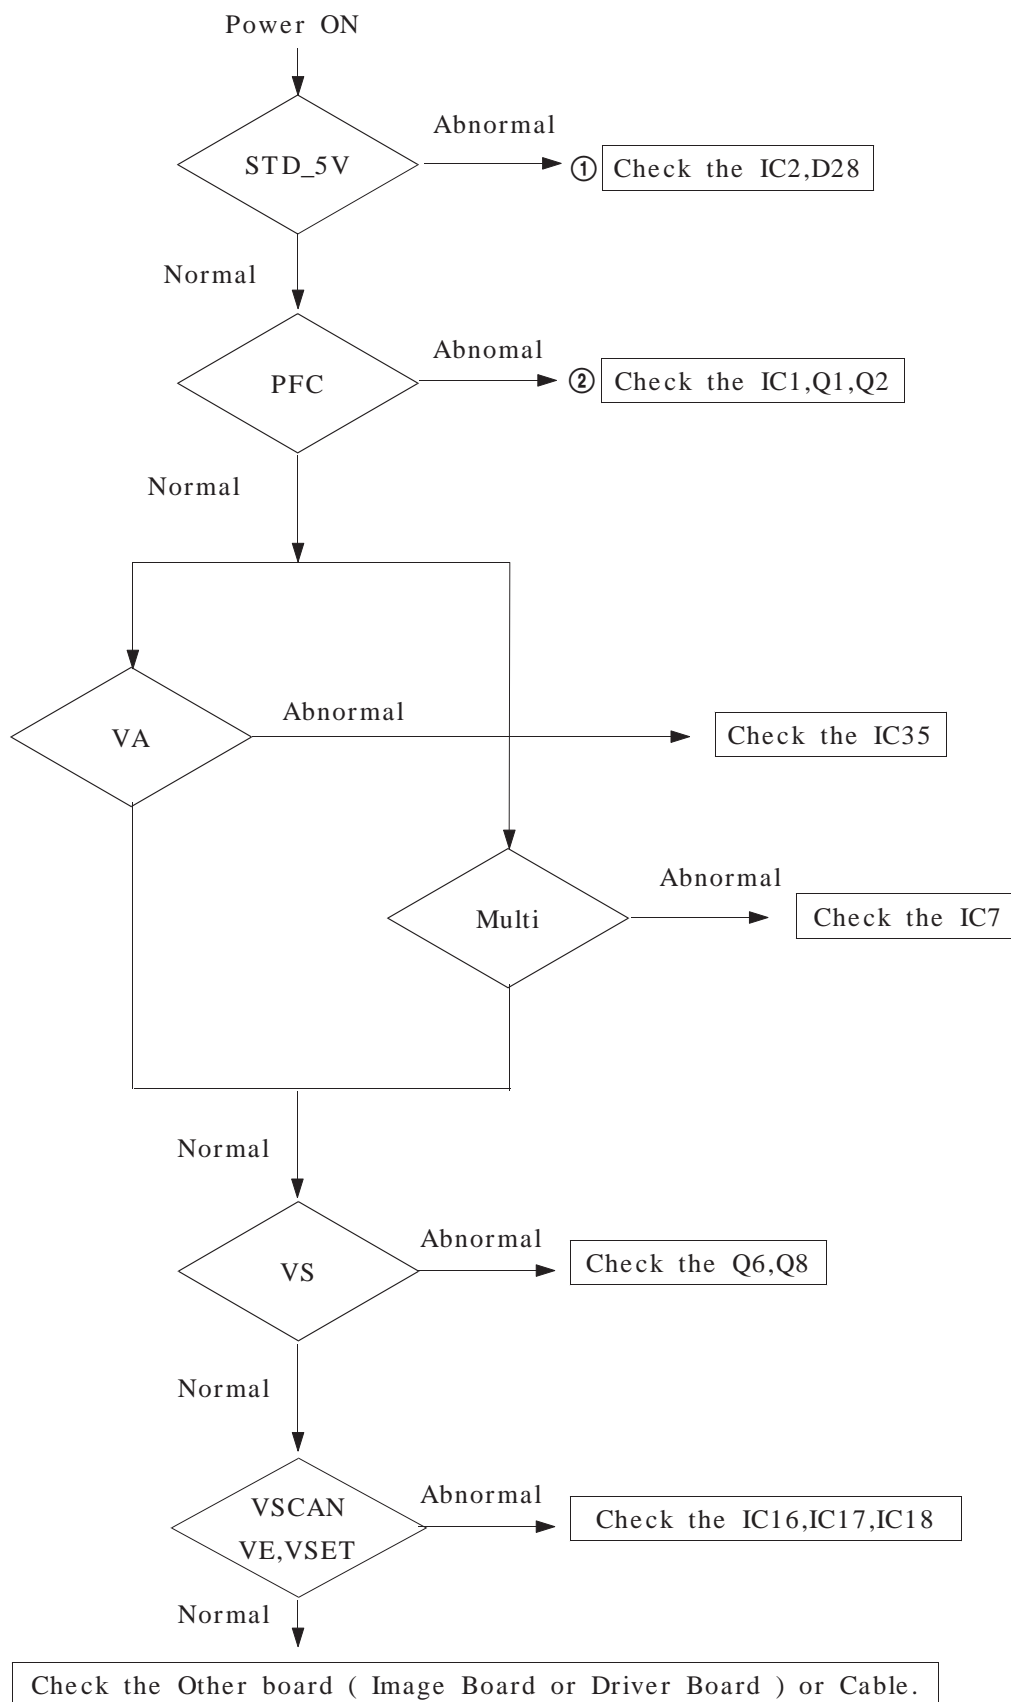 Power ON
Abnormal
STD_5V
① Check the IC2,D28
Normal
Abnomal
PFC
② Check the IC1,Q1,Q2
Normal
Abnormal
VA
Check the IC35
Abnormal
Multi
Check the IC7
Normal
Abnormal
VS
Check the Q6,Q8
Normal
Abnormal
VSCAN
VE,VSET
Check the IC16,IC17,IC18
Normal
Check the Other board ( Image Board or Driver Board ) or Cable.